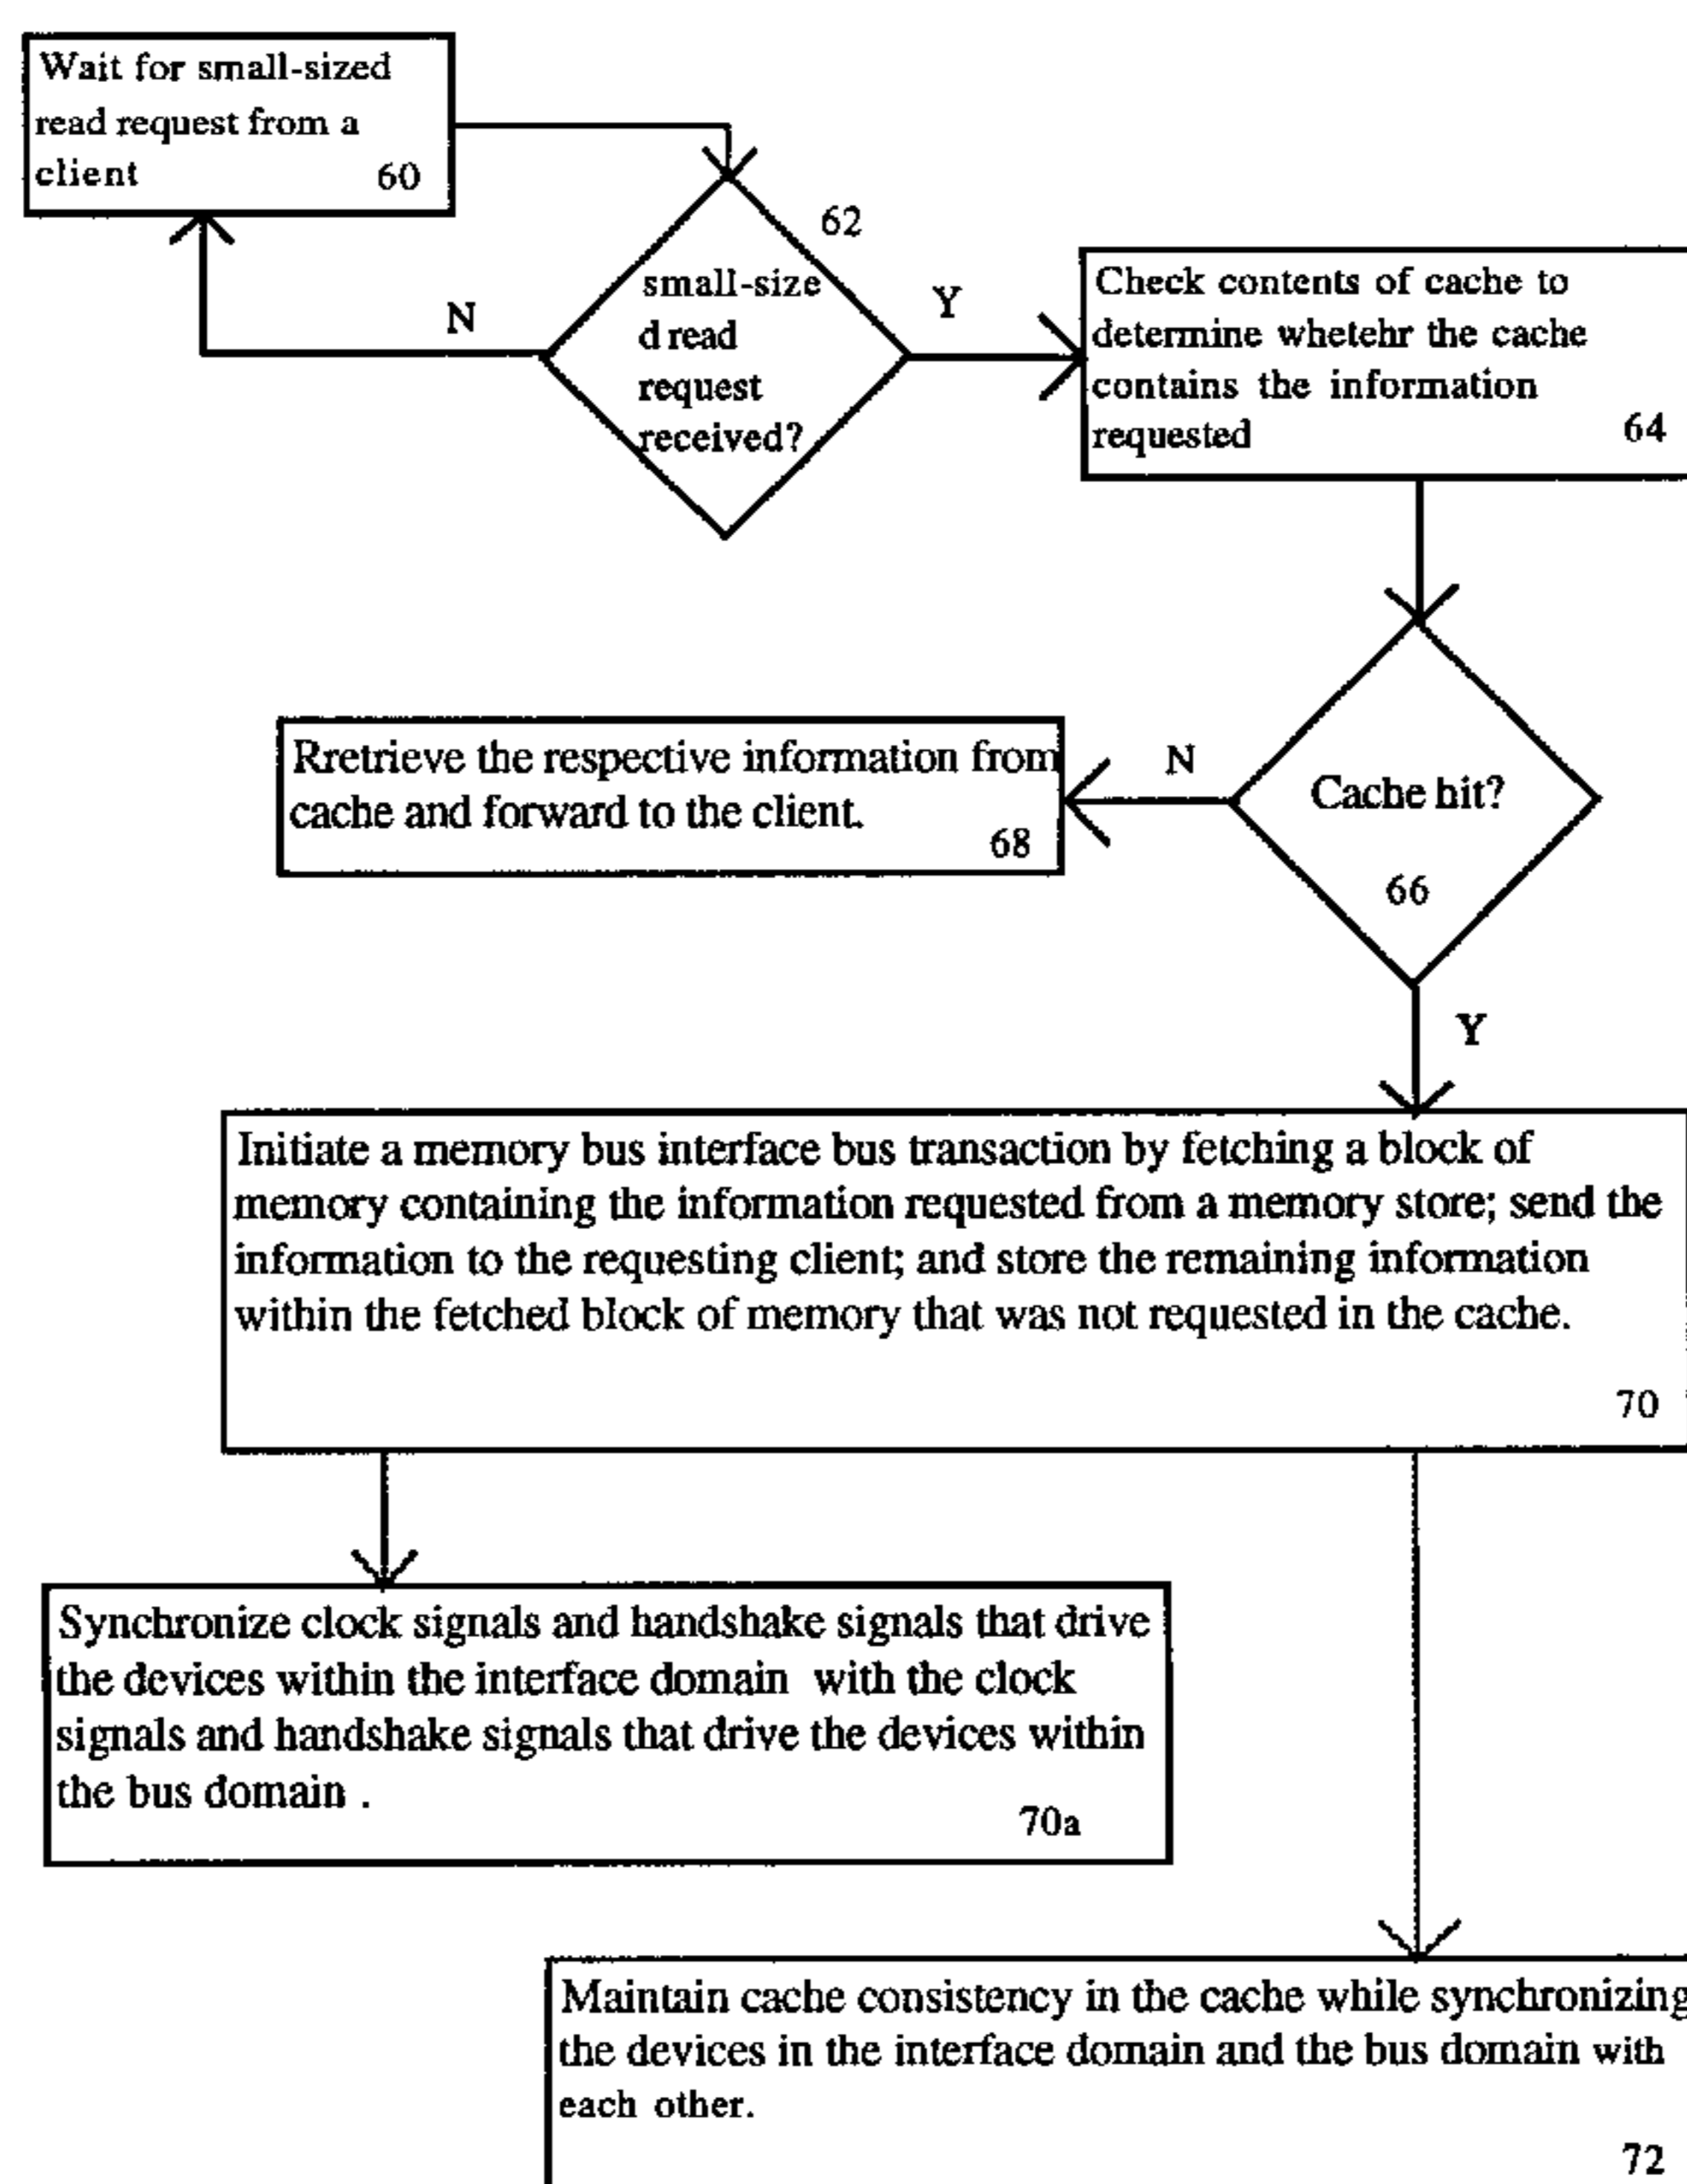 Wait for small-sized
read request from a
client
60
62
small-size
d read
request
received?
N
Y
Check contents of cache to
determine whetehr the cache
contains the information
requested
64
Rretrieve the respective information from
cache and forward to the client.
68
N
Cache hit?
66
Y
Initiate a memory bus interface bus transaction by fetching a block of
memory containing the information requested from a memory store; send the
information to the requesting client; and store the remaining information
within the fetched block of memory that was not requested in the cache.
70
Synchronize clock signals and handshake signals that drive
the devices within the interface domain with the clock
signals and handshake signals that drive the devices within
the bus domain .
70a
Maintain cache consistency in the cache while synchronizing
the devices in the interface domain and the bus domain with
each other.
72